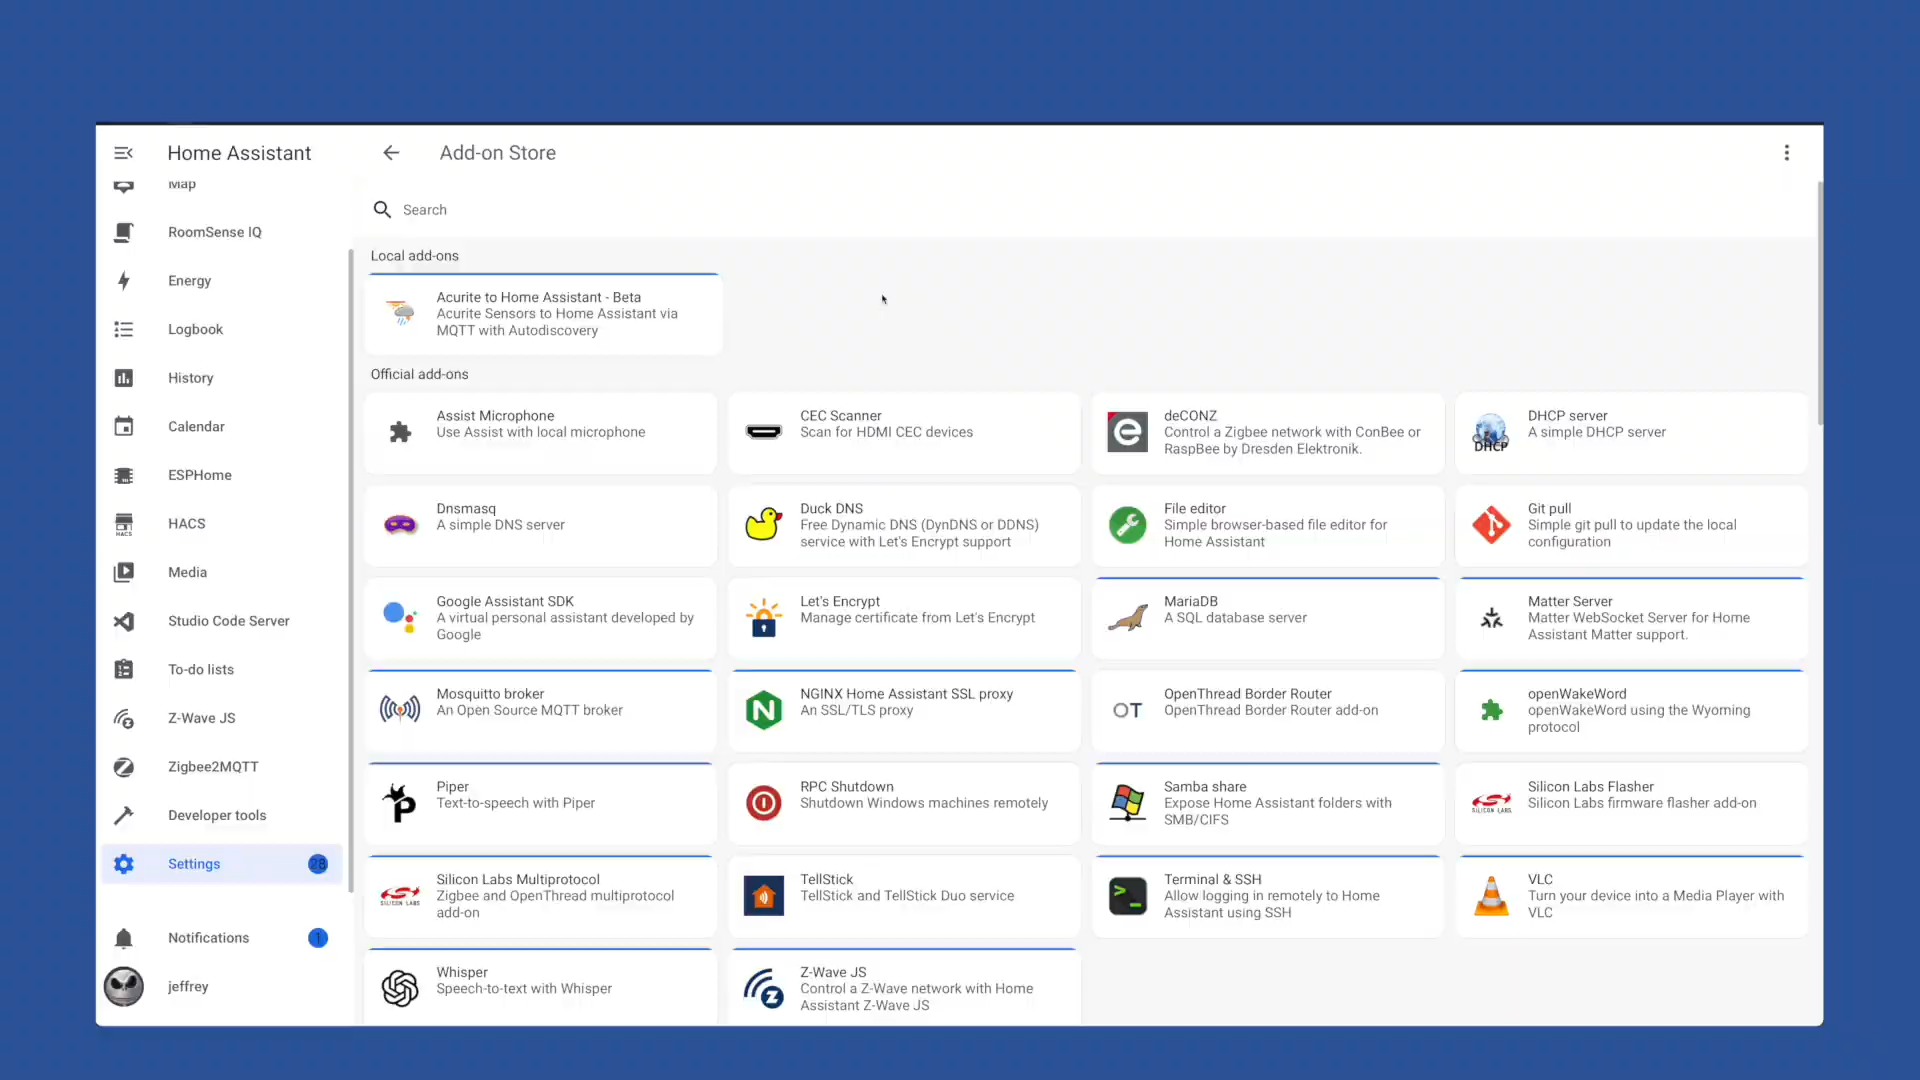 Home Assistant
Add-on Store
Map
RoomSense IQ
Energy
Logbook
History
Calendar
ESPHome
HACS
HACS
Media
Studio Code Server
To-do lists
Z-Wave JS
Zigbee2MQTT
Developer tools
Settings
28
Notifications
1
jeffrey
Search
Local add-ons
Acurite to Home Assistant - Beta
Acurite Sensors to Home Assistant via
MQTT with Autodiscovery
Official add-ons
Assist Microphone
Use Assist with local microphone
CEC Scanner
Scan for HDMI CEC devices
deCONZ
Control a Zigbee network with ConBee or
RaspBee by Dresden Elektronik.
DHCP
DHCP server
A simple DHCP server
Dnsmasq
A simple DNS server
Duck DNS
Free Dynamic DNS (DynDNS or DDNS)
service with Let's Encrypt support
File editor
Simple browser-based file editor for
Home Assistant
Git pull
Simple git pull to update the local
configuration
Google Assistant SDK
A virtual personal assistant developed by
Google
Let's Encrypt
Manage certificate from Let's Encrypt
MariaDB
A SQL database server
Matter Server
Matter WebSocket Server for Home
Assistant Matter support.
Mosquitto broker
An Open Source MQTT broker
N
NGINX Home Assistant SSL proxy
An SSL/TLS proxy
OT
OpenThread Border Router
OpenThread Border Router add-on
openWakeWord
openWakeWord using the Wyoming
protocol
P
Piper
Text-to-speech with Piper
RPC Shutdown
Shutdown Windows machines remotely
Samba share
Expose Home Assistant folders with
SMB/CIFS
SILICON LABS
Silicon Labs Flasher
Silicon Labs firmware flasher add-on
SILICON LABS
Silicon Labs Multiprotocol
Zigbee and OpenThread multiprotocol
add-on
TellStick
TellStick and TellStick Duo service
Terminal & SSH
Allow logging in remotely to Home
Assistant using SSH
VLC
Turn your device into a Media Player with
VLC
Whisper
Speech-to-text with Whisper
Z
Z-Wave JS
Control a Z-Wave network with Home
Assistant Z-Wave JS